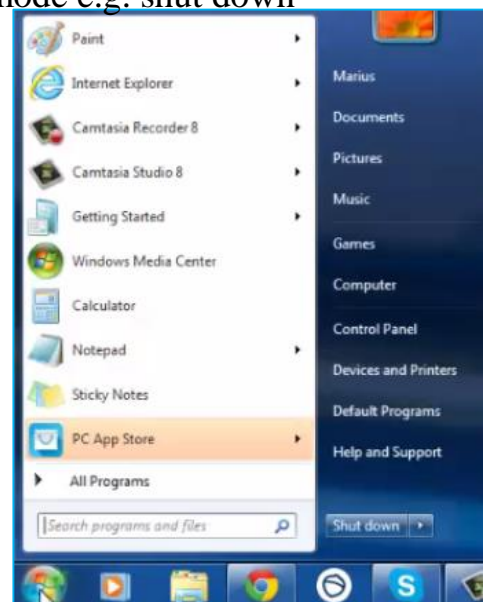 node e.g. shut down
Paint
Internet Explorer
Camtasia Recorder 8
Camtasia Studio 8
Getting Started
Windows Media Center
Calculator
Notepad
Sticky Notes
PC App Store
All Programs
Search programs and files
Marius
Documents
Pictures
Music
Games
Computer
Control Panel
Devices and Printers
Default Programs
Help and Support
Shut down